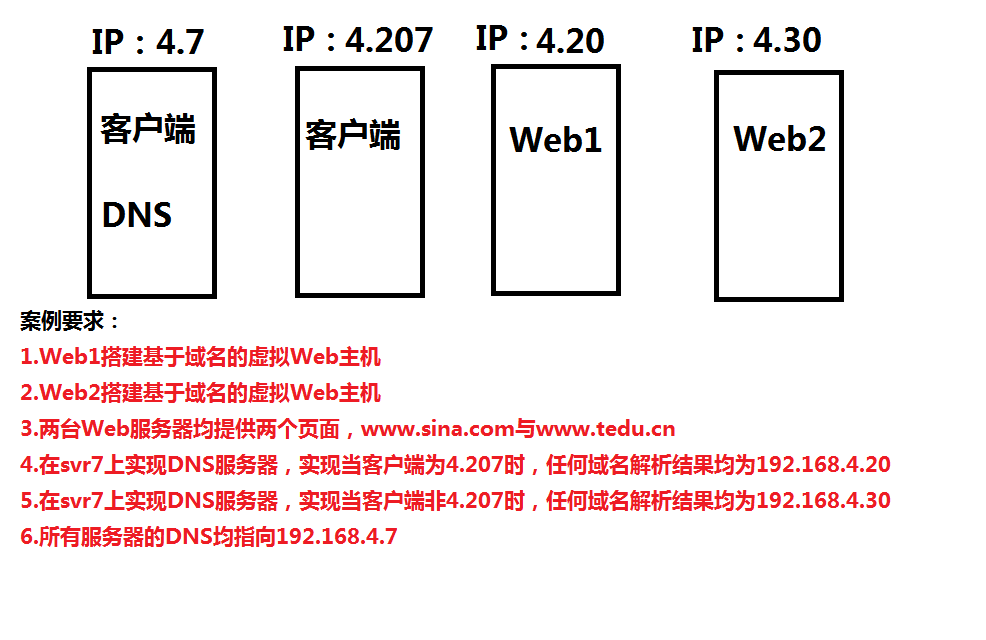 IP：4.7
IP：4.207
IP：4.20
IP：4.30
客户端
DNS
客户端
Web1
Web2
案例要求：
1.Web1搭建基于域名的虚拟Web主机
2.Web2搭建基于域名的虚拟Web主机
3.两台Web服务器均提供两个页面，www.sina.com与www.tedu.cn
4.在svr7上实现DNS服务器，实现当客户端为4.207时，任何域名解析结果均为192.168.4.20
5.在svr7上实现DNS服务器，实现当客户端非4.207时，任何域名解析结果均为192.168.4.30
6.所有服务器的DNS均指向192.168.4.7